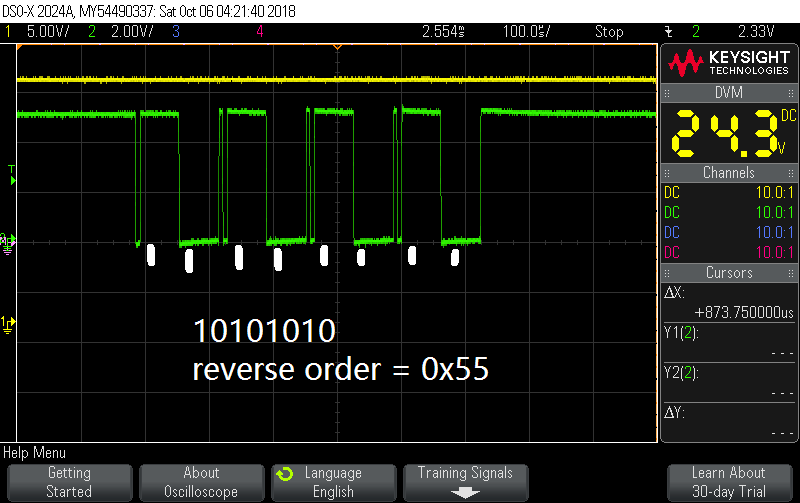 DSO-X 2024A, MY54490337: Sat Oct 06 04:21:40 2018
1 5.00V/ 2 2.00V/ 3 4 2.554ms 100.0s/ Stop 2 2.33V
KEYSIGHT
TECHNOLOGIES
DVM
DC
24.3
V
Channels
DC 10.0:1
DC 10.0:1
DC 10.0:1
DC 10.0:1
Cursors
ΔX:
+873.750000us
Y1(2):
---
Y2(2):
---
ΔY:
---
T
1
10101010
reverse order = 0x55
Help Menu
Getting
Started
About
Oscilloscope
Language
English
Training Signals
Learn About
30-day Trial